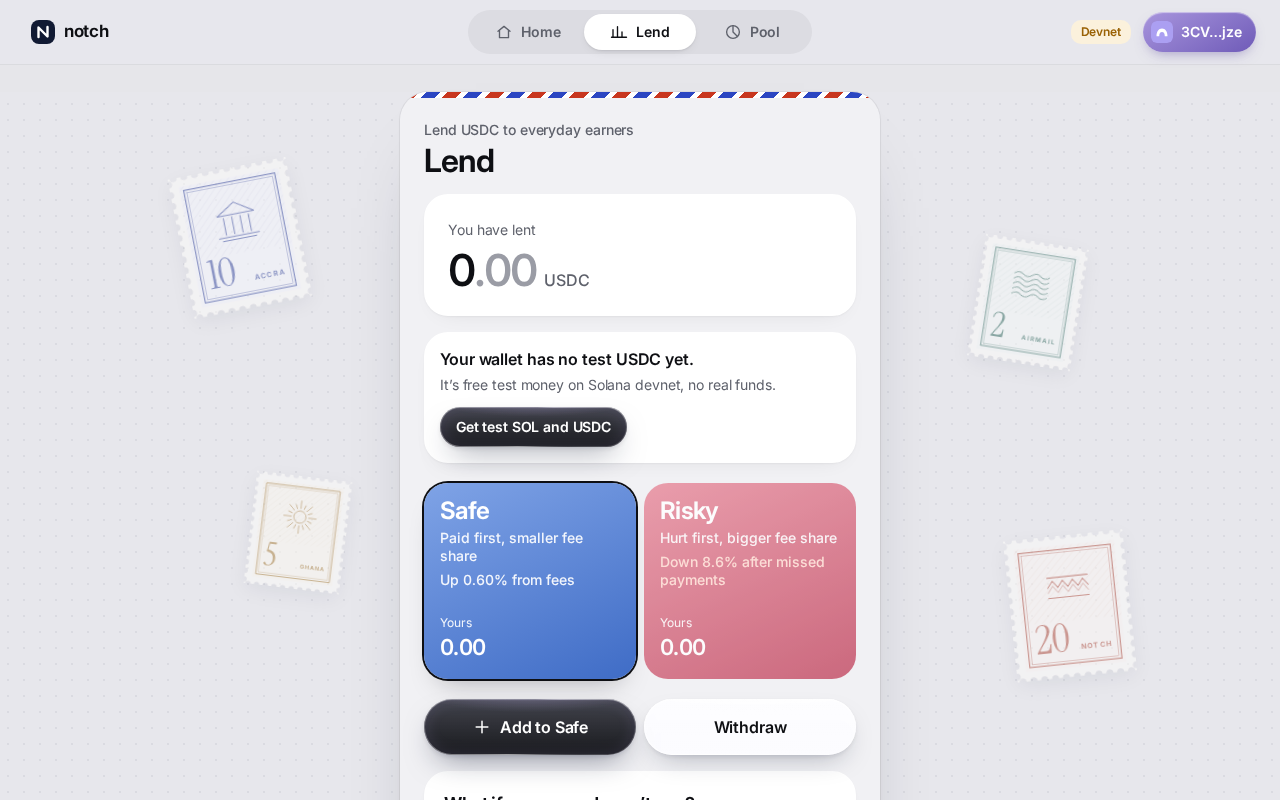 notch
Home
Lend
Pool
Devnet
3CV...jze
Lend USDC to everyday earners
Lend
10
ACCRA
You have lent
0.00 USDC
2
AIRMAIL
Your wallet has no test USDC yet.
It's free test money on Solana devnet, no real funds.
Get test SOL and USDC
5
GHANA
Safe
Paid first, smaller fee
share
Up 0.60% from fees
Yours
0.00
Risky
Hurt first, bigger fee share
Down 8.6% after missed
payments
Yours
0.00
20
NOTCH
Add to Safe
Withdraw